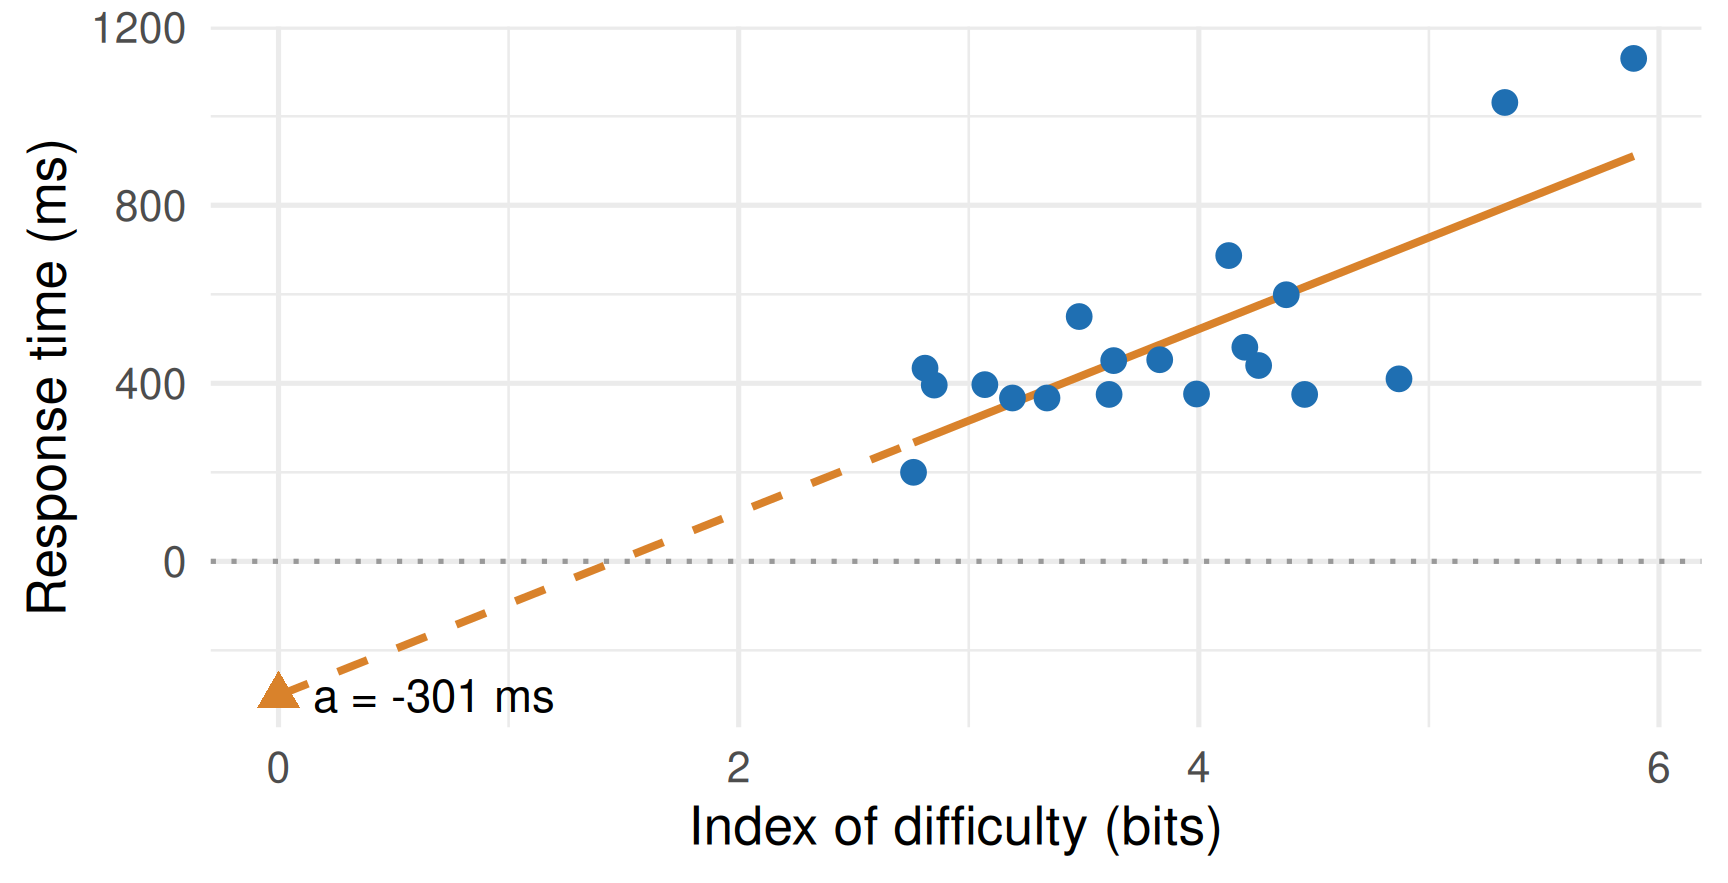 1200
800
400
0
Response time (ms)
a = -301 ms
0 2 4 6
Index of difficulty (bits)